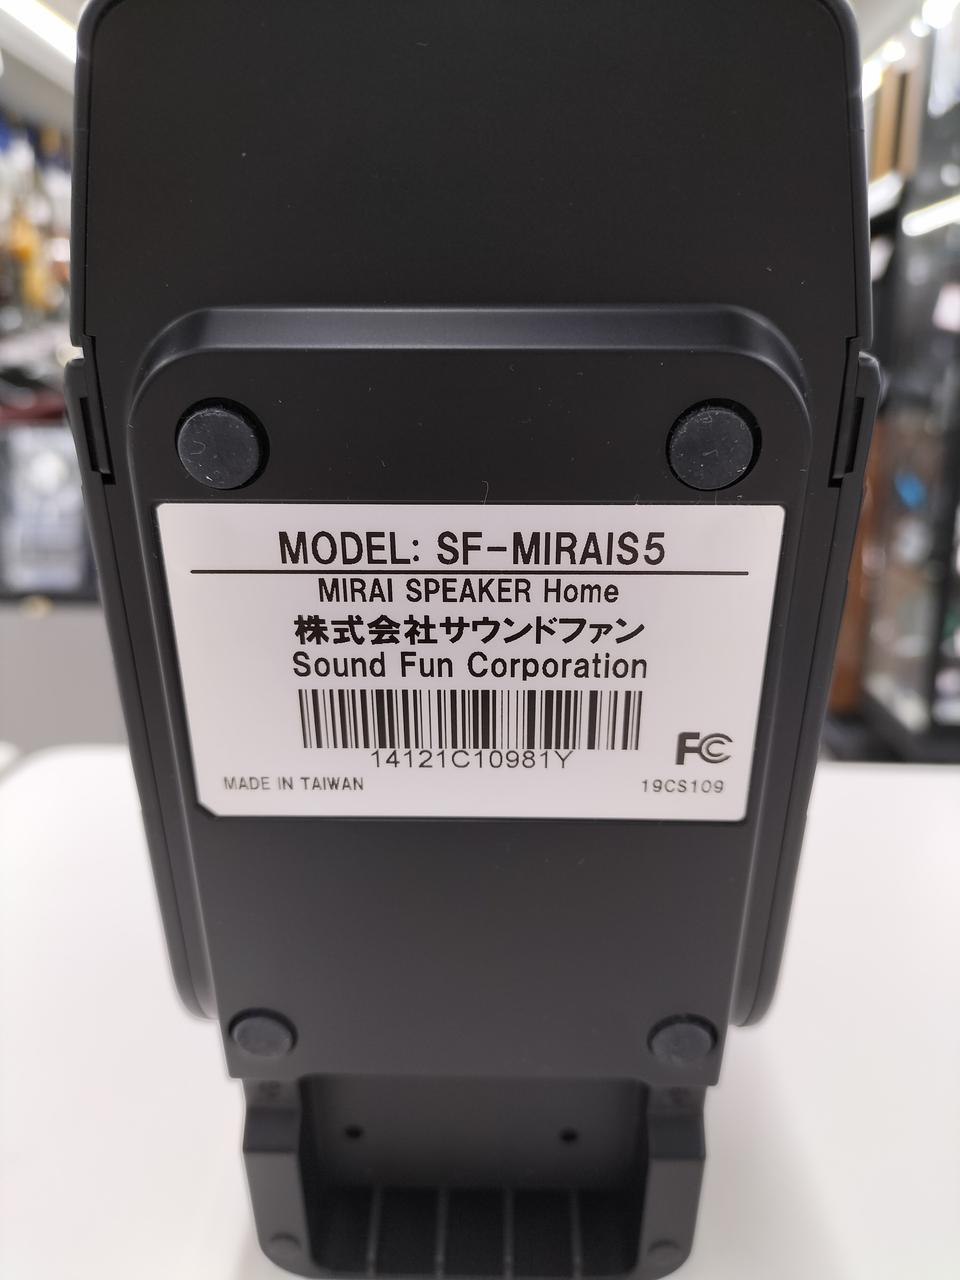 MODEL: SF-MIRAIS5
MIRAI SPEAKER Home
株式会社サウンドファン
Sound Fun Corporation
14121C10981Y
FC
MADE IN TAIWAN
19CS109